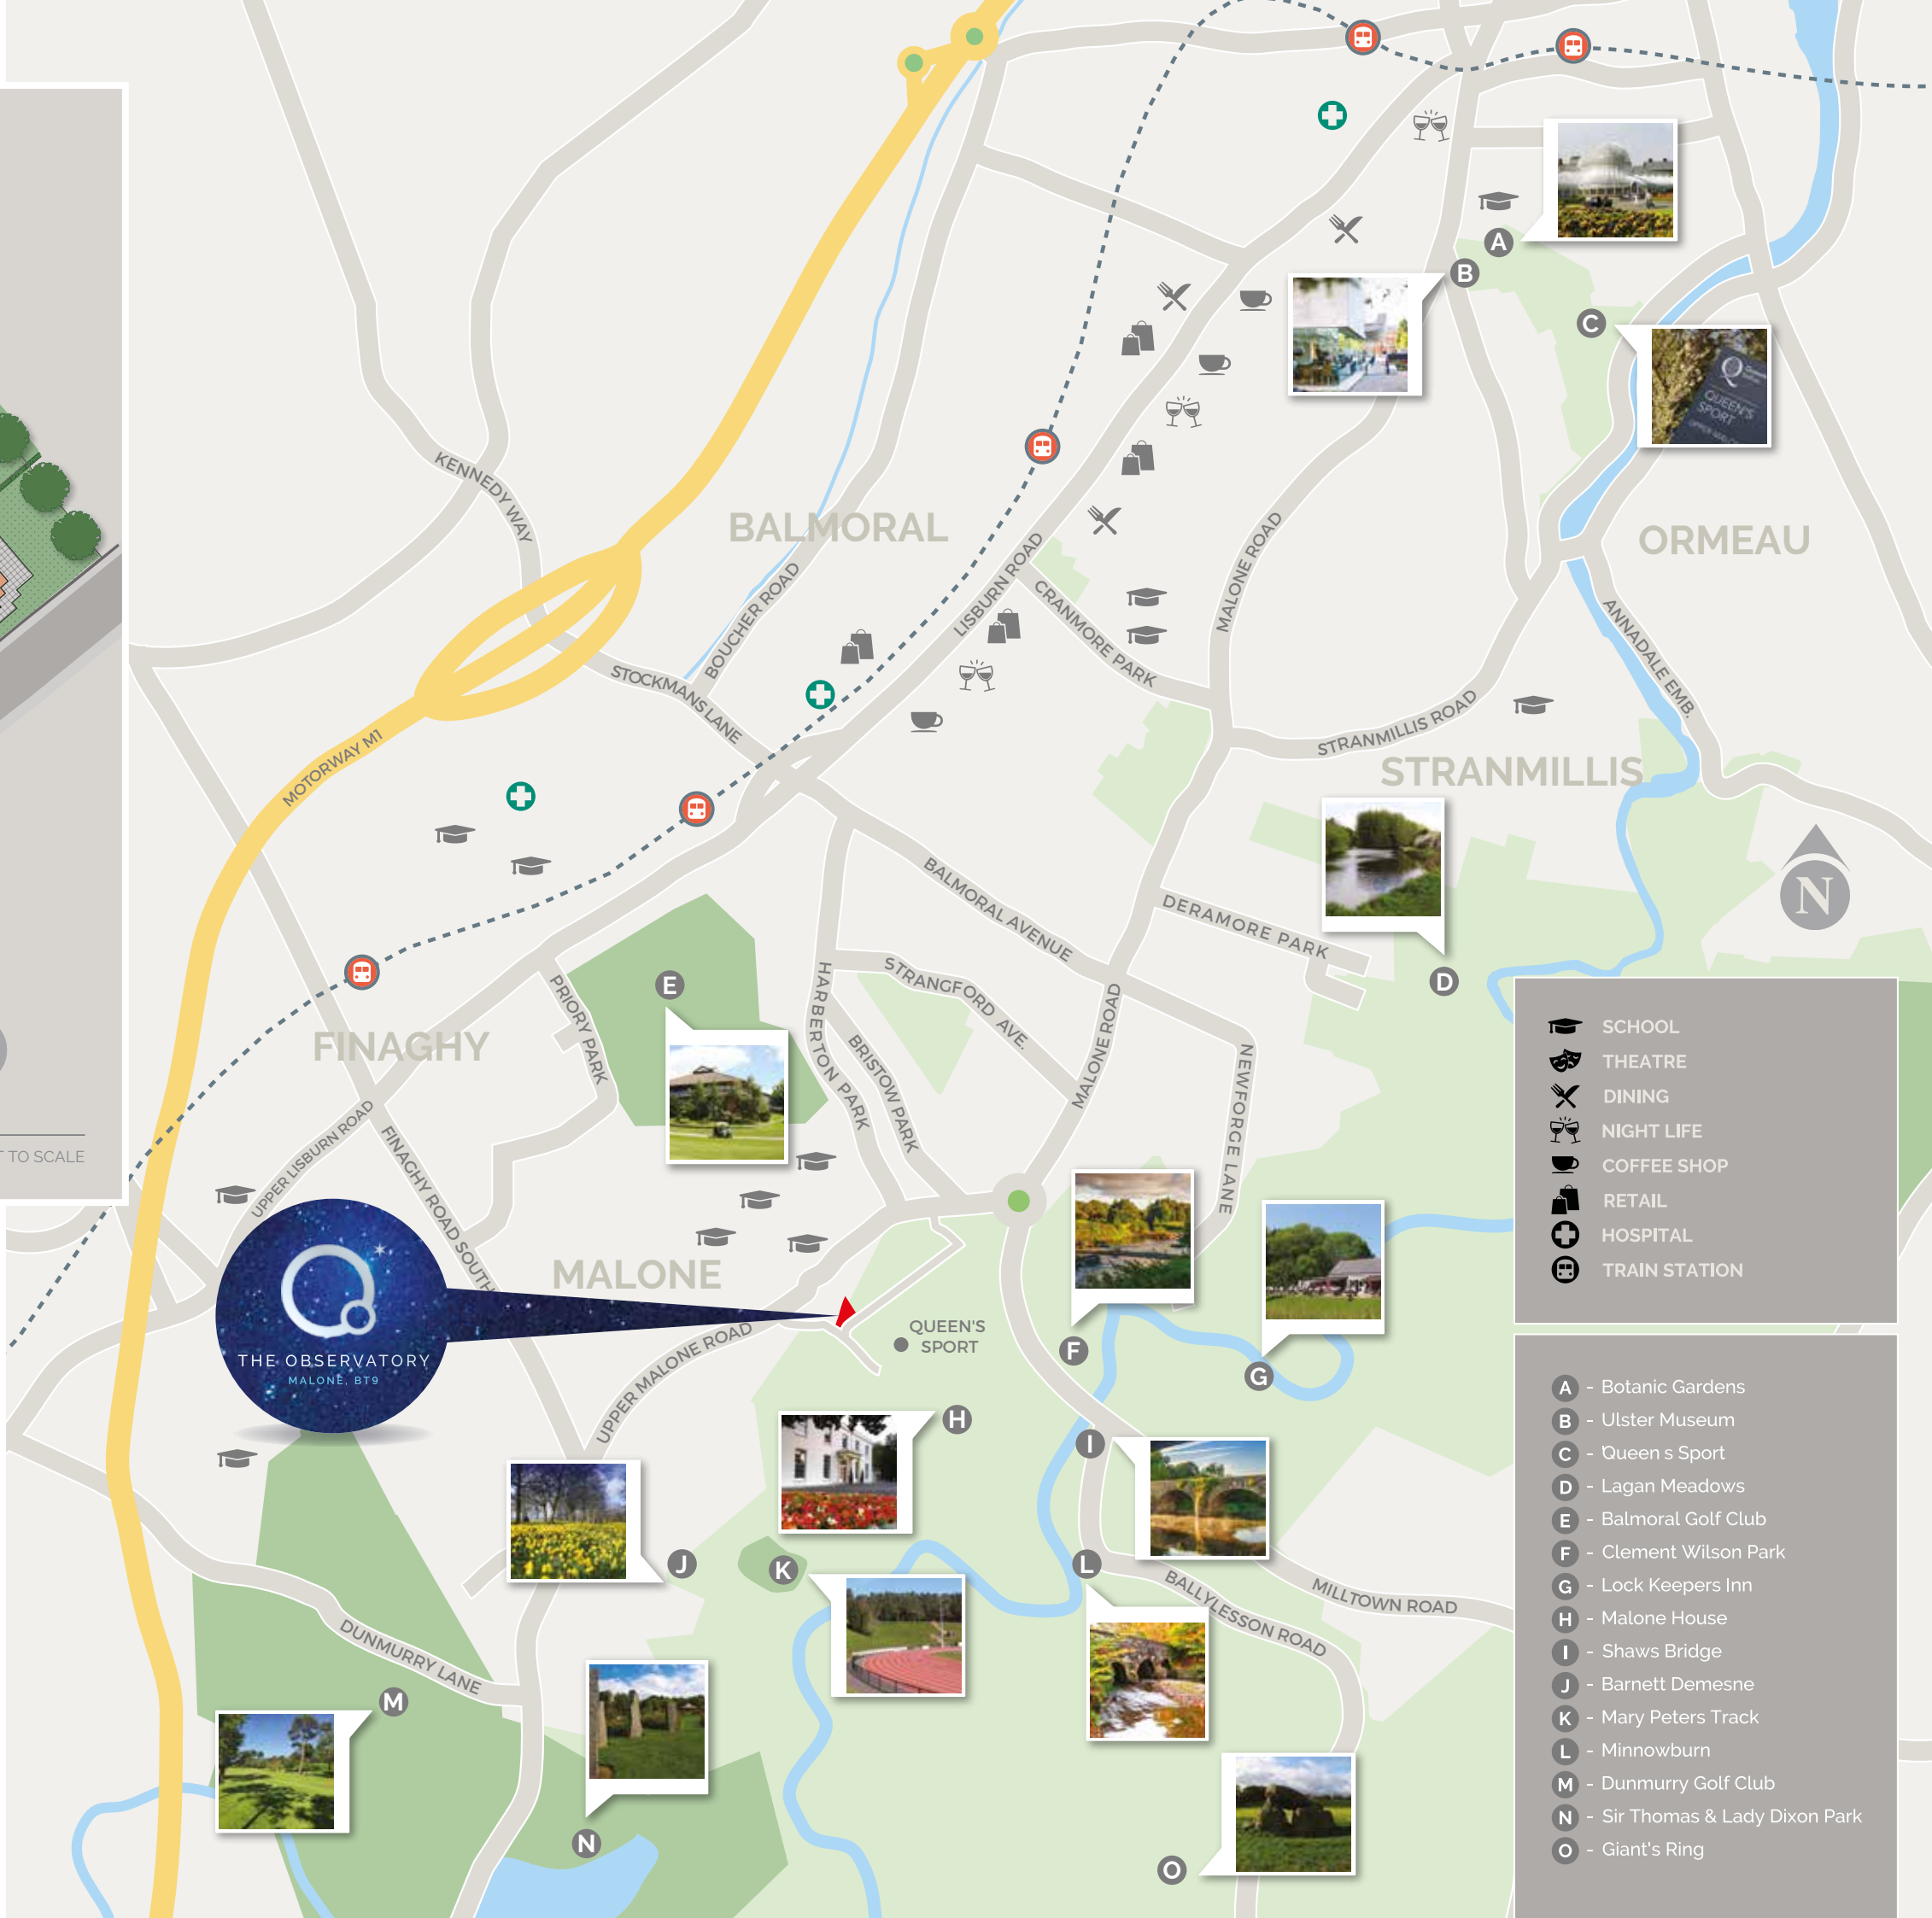 A
B
C
QUEEN'S
SPORT
KENNEDY WAY
BALMORAL
ORMEAU
BOUCHER ROAD
LISBURN ROAD
CRANMORE PARK
MALONE ROAD
ANNADALE EMB.
STOCKMANS LANE
STRANMILLIS ROAD
STRANMILLIS
MOTORWAY M1
BALMORAL AVENUE
DERAMORE PARK
N
D
E
PRIORY PARK
HARBERTON PARK
STRANGFORD AVE.
BRISTOW PARK
MALONE ROAD
NEWFORGE LANE
FINAGHY
T TO SCALE
UPPER LISBURN ROAD
FINAGHY ROAD SOUTH
MALONE
THE OBSERVATORY
MALONE, BT9
UPPER MALONE ROAD
QUEEN'S
SPORT
F
G
H
I
J
K
L
BALLYLESSON ROAD
MILLTOWN ROAD
DUNMURRY LANE
M
N
O
SCHOOL
THEATRE
DINING
NIGHT LIFE
COFFEE SHOP
RETAIL
HOSPITAL
TRAIN STATION
A - Botanic Gardens
B - Ulster Museum
C - Queen's Sport
D - Lagan Meadows
E - Balmoral Golf Club
F - Clement Wilson Park
G - Lock Keepers Inn
H - Malone House
I - Shaws Bridge
J - Barnett Demesne
K - Mary Peters Track
L - Minnowburn
M - Dunmurry Golf Club
N - Sir Thomas & Lady Dixon Park
O - Giant's Ring